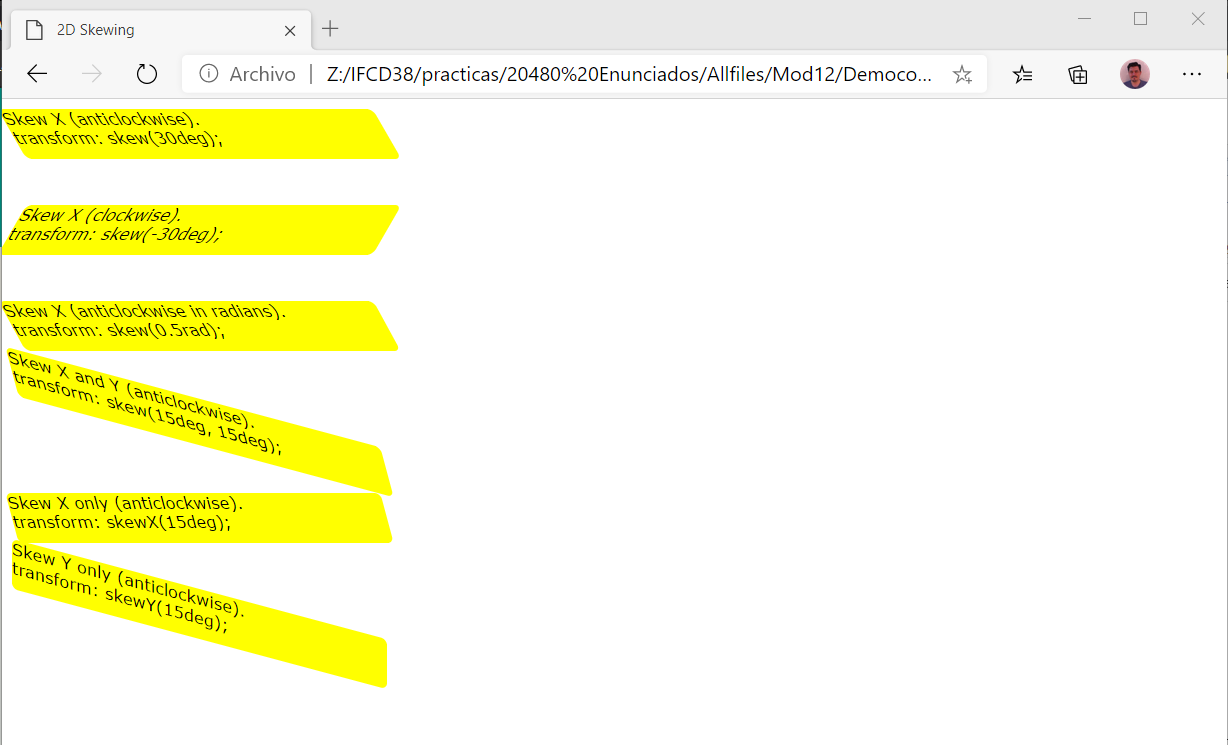 2D Skewing
Archivo | Z:/IFCD38/practicas/20480%20Enunciados/Allfiles/Mod12/Democo...
Skew X (anticlockwise).
transform: skew(30deg);
Skew X (clockwise).
transform: skew(-30deg);
Skew X (anticlockwise in radians).
transform: skew(0.5rad);
Skew X and Y (anticlockwise).
transform: skew(15deg, 15deg);
Skew X only (anticlockwise).
transform: skewX(15deg);
Skew Y only (anticlockwise).
transform: skewY(15deg);